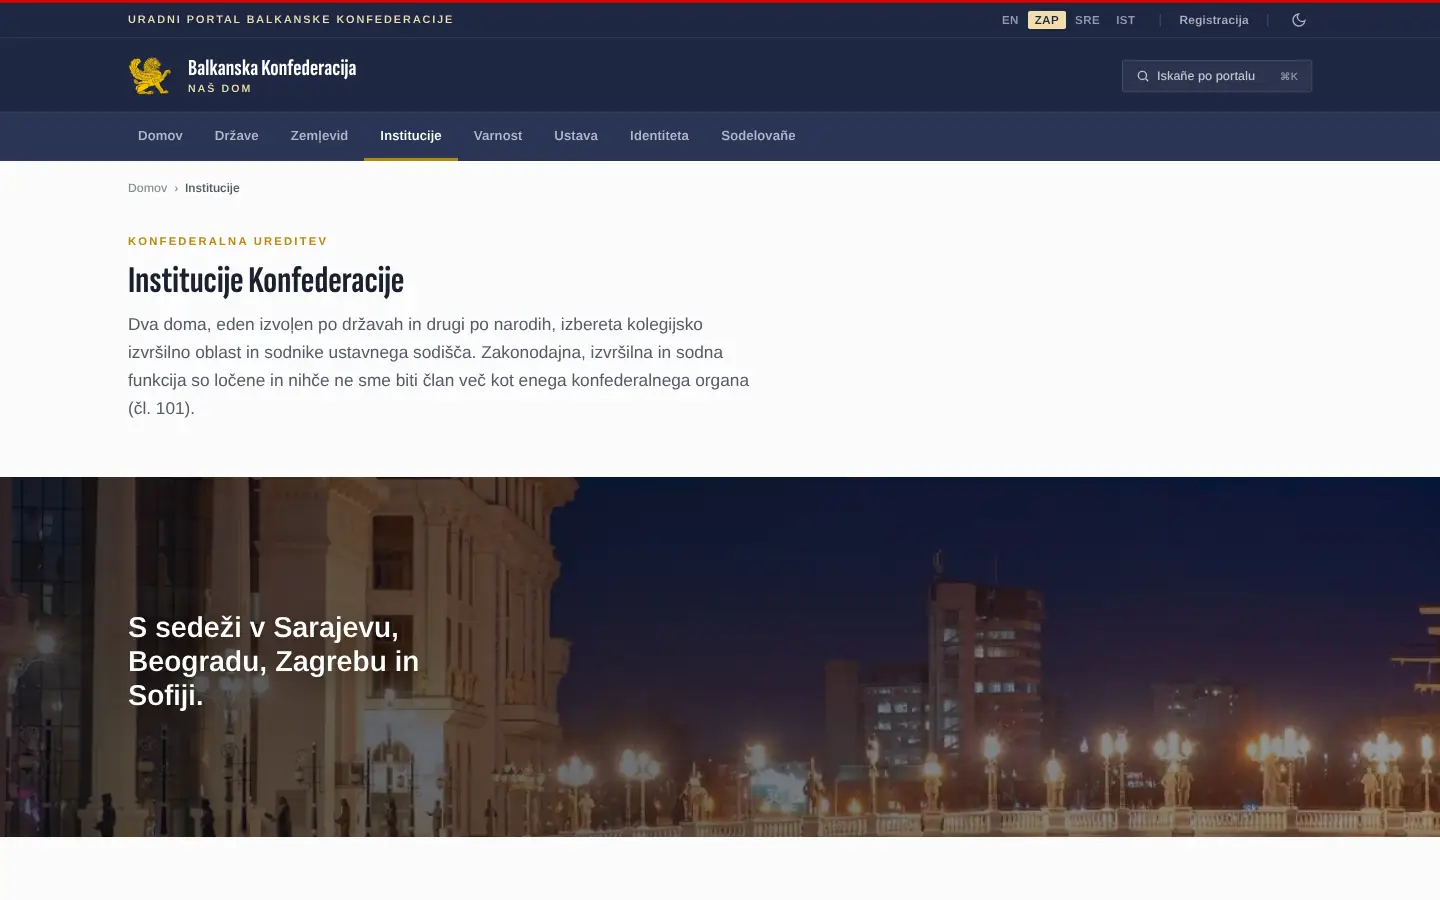 URADNI PORTAL BALKANSKE KONFEDERACIJE
EN ZAP SRE IST Registracija
Balkanska Konfederacija
NAŠ DOM
Iskañe po portalu ⌘K
Domov Države Zemļevid Institucije Varnost Ustava Identiteta Sodelovañe
Domov › Institucije
KONFEDERALNA UREDITEV
Institucije Konfederacije
Dva doma, eden izvoļen po državah in drugi po narodih, izbereta kolegijsko
izvršilno oblast in sodnike ustavnega sodišča. Zakonodajna, izvršilna in sodna
funkcija so ločene in nihče ne sme biti član več kot enega konfederalnega organa
(čl. 101).
S sedeži v Sarajevu,
Beogradu, Zagrebu in
Sofiji.